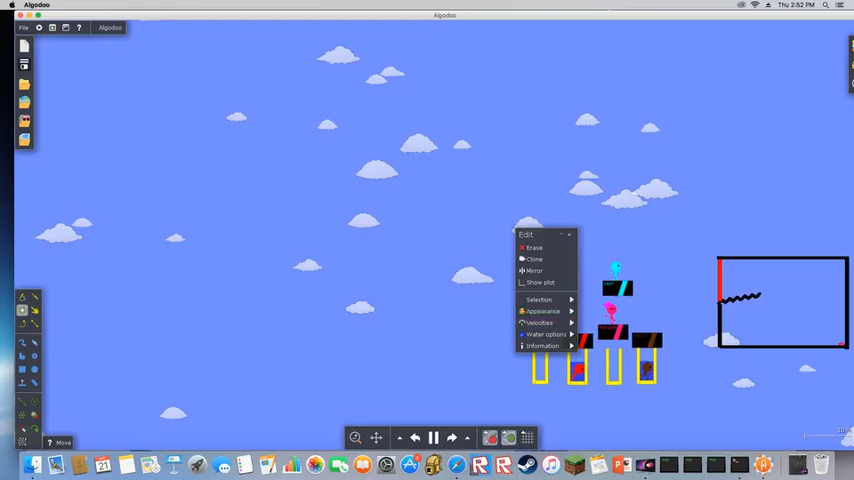 Algodoo
Thu 2:52 PM
Algodoo
File
?
Algodoo
Edit
Erase
Clone
Mirror
Show plot
Selection
Appearance
Velocities
Water options
Information
? Move
21